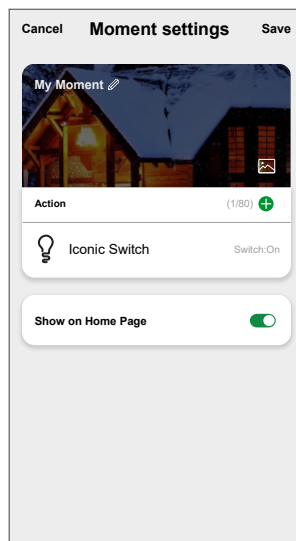 Cancel Moment settings Save
My Moment
Action (1/80)
Iconic Switch Switch:On
Show on Home Page